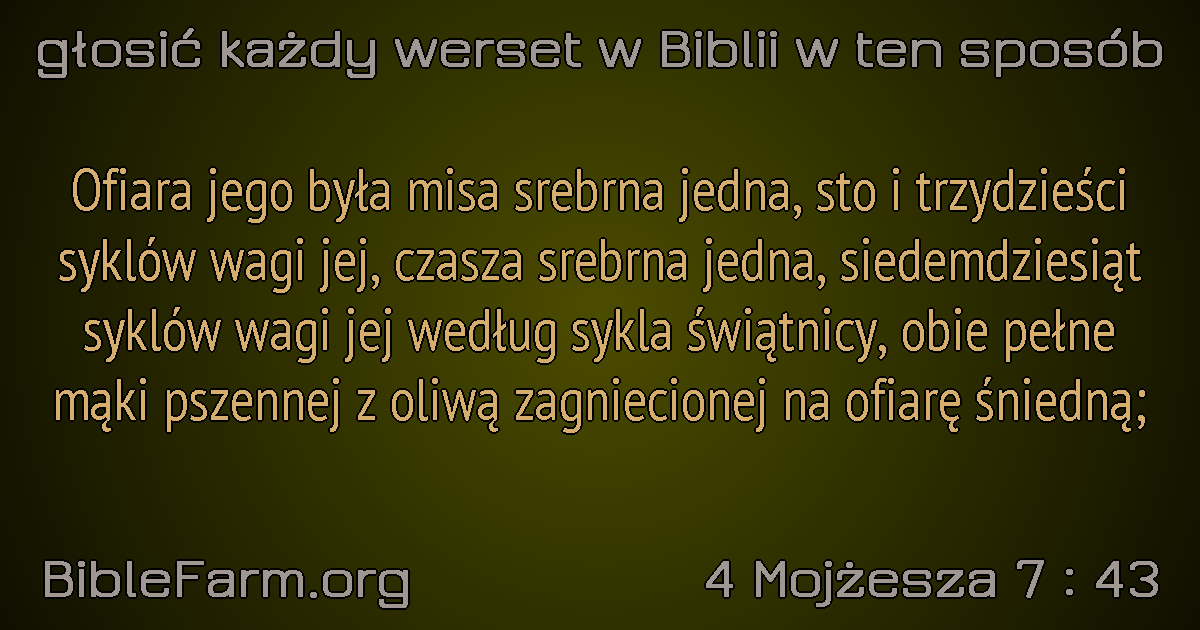 głosić każdy werset w Biblii w ten sposób
Ofiara jego była misa srebrna jedna, sto i trzydzieści
syklów wagi jej, czasza srebrna jedna, siedemdziesiąt
syklów wagi jej według sykla świątnicy, obie pełne
mąki pszennej z oliwą zagniecionej na ofiarę śniedną;
BibleFarm.org
4 Mojżesza 7 : 43